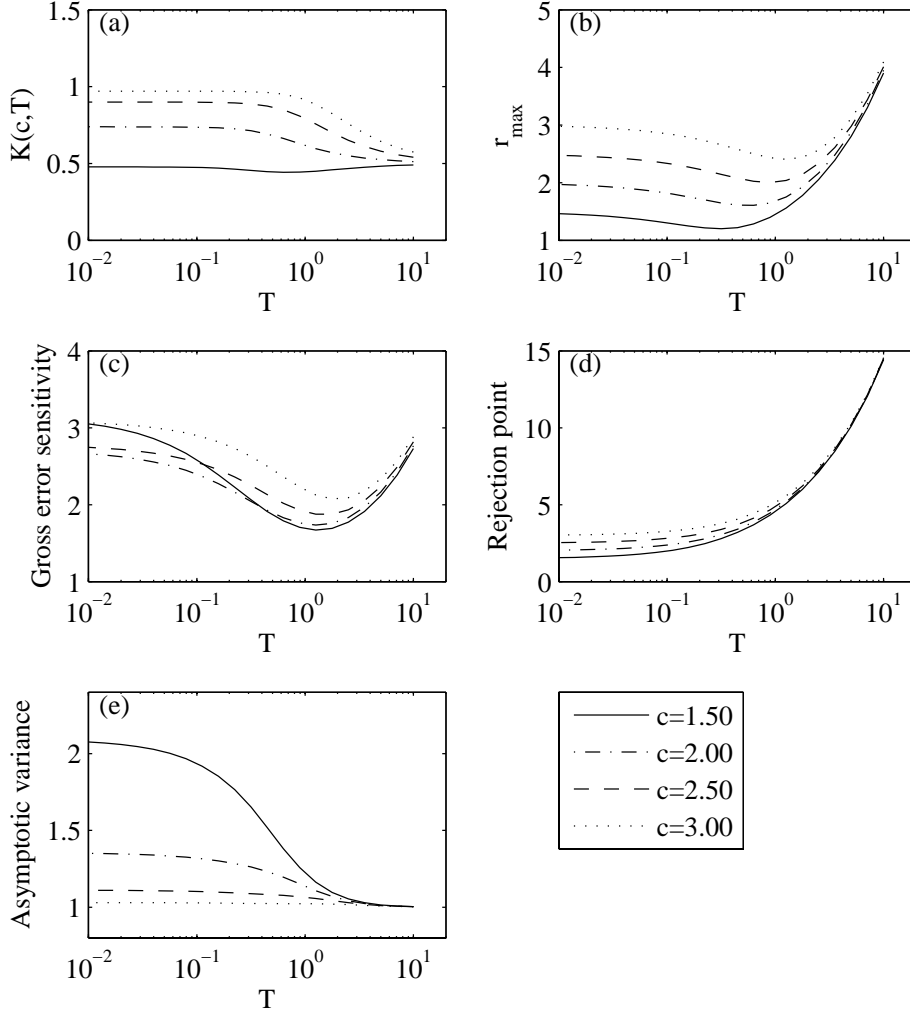 (a)
K(c,T)
1.5
1
0.5
0
10^-2
10^-1
10^0
10^1
T
(b)
r_max
5
4
3
2
1
10^-2
10^-1
10^0
10^1
T
(c)
Gross error sensitivity
4
3
2
1
10^-2
10^-1
10^0
10^1
T
(d)
Rejection point
15
10
5
0
10^-2
10^-1
10^0
10^1
T
(e)
Asymptotic variance
2
1.5
1
10^-2
10^-1
10^0
10^1
T
c=1.50
c=2.00
c=2.50
c=3.00